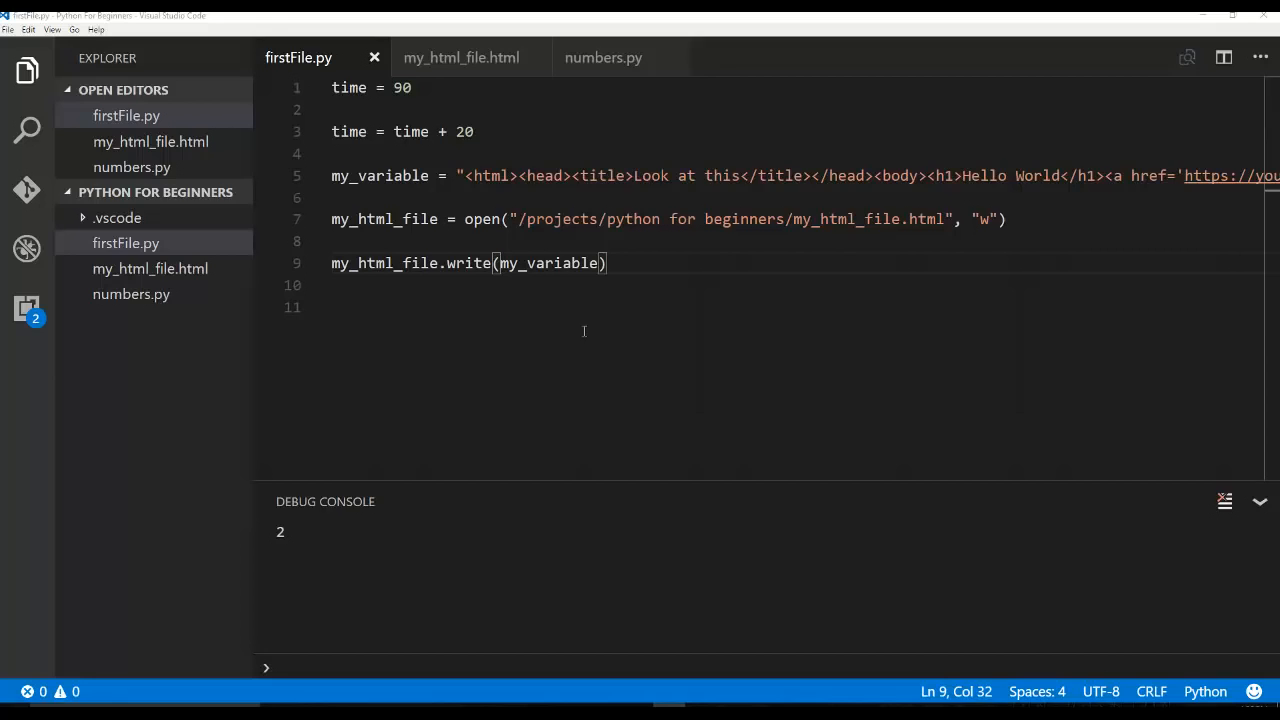 firstFile.py - Python For Beginners - Visual Studio Code
File Edit View Go Help
EXPLORER
OPEN EDITORS
firstFile.py
my_html_file.html
numbers.py
PYTHON FOR BEGINNERS
.vscode
firstFile.py
my_html_file.html
numbers.py
2
firstFile.py my_html_file.html numbers.py
1 time = 90
2
3 time = time + 20
4
5 my_variable = "<html><head><title>Look at this</title></head><body><h1>Hello World</h1><a href='https://you
6
7 my_html_file = open("/projects/python for beginners/my_html_file.html", "w")
8
9 my_html_file.write(my_variable)
10
11
DEBUG CONSOLE
2
0 0 Ln 9, Col 32 Spaces: 4 UTF-8 CRLF Python